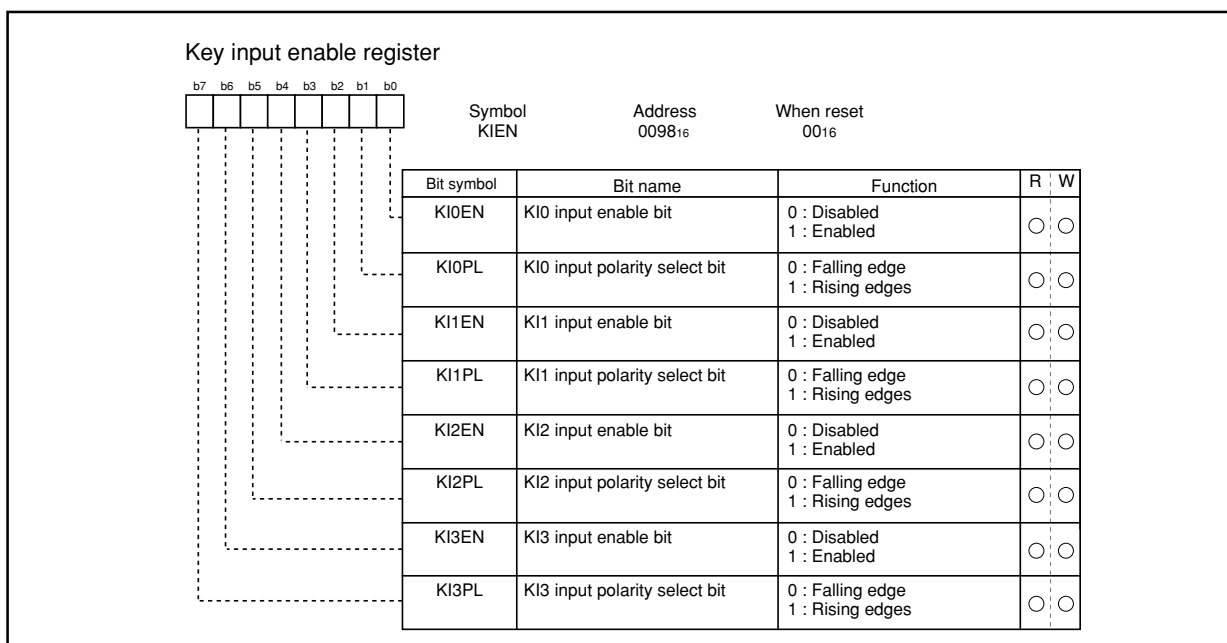 Key input enable register
b7 b6 b5 b4 b3 b2 b1 b0
Symbol Address When reset
KIEN 009816 0016
Bit symbol Bit name Function R W
KI0EN KI0 input enable bit 0 : Disabled
1 : Enabled
KI0PL KI0 input polarity select bit 0 : Falling edge
1 : Rising edges
KI1EN KI1 input enable bit 0 : Disabled
1 : Enabled
KI1PL KI1 input polarity select bit 0 : Falling edge
1 : Rising edges
KI2EN KI2 input enable bit 0 : Disabled
1 : Enabled
KI2PL KI2 input polarity select bit 0 : Falling edge
1 : Rising edges
KI3EN KI3 input enable bit 0 : Disabled
1 : Enabled
KI3PL KI3 input polarity select bit 0 : Falling edge
1 : Rising edges